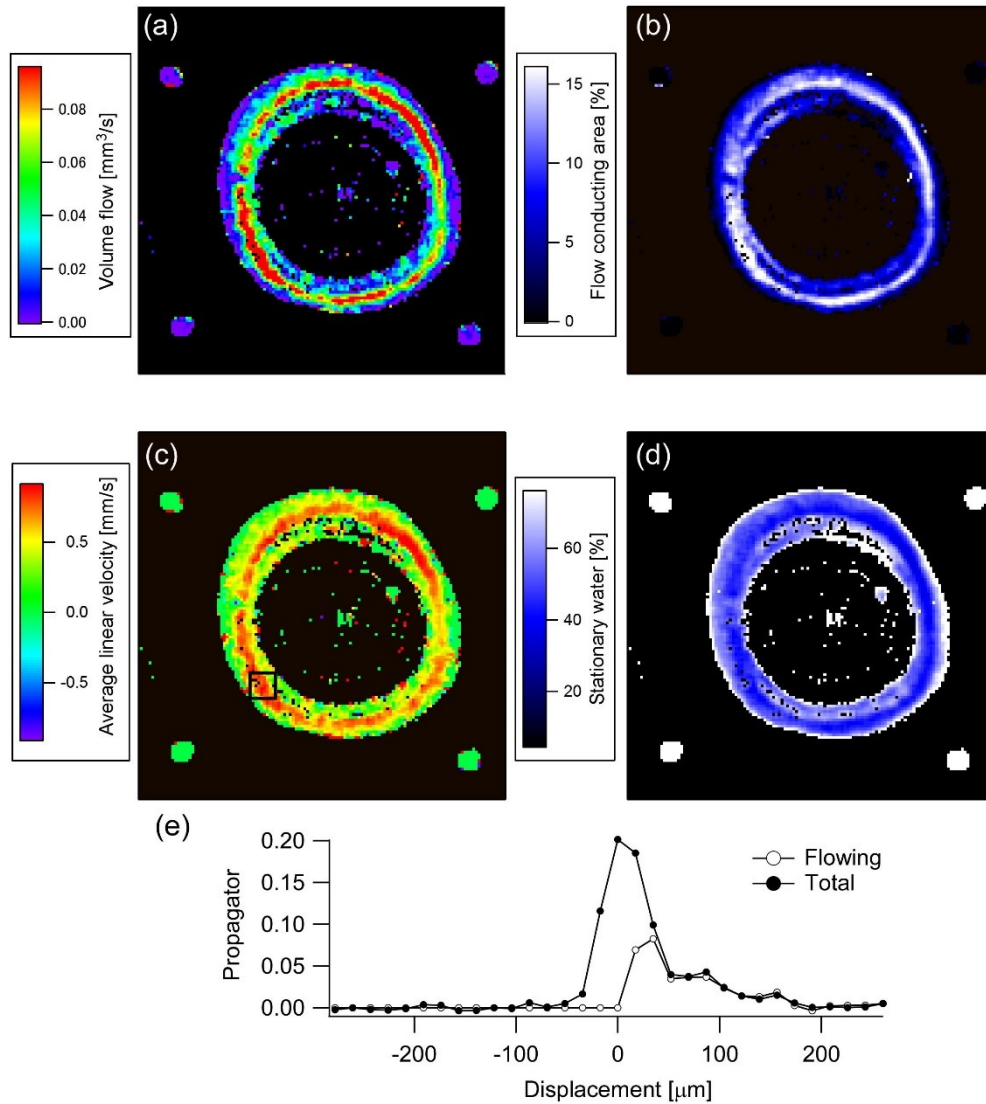 (a)
Volume flow [mm³/s]
0.08
0.06
0.04
0.02
0.00
(b)
Flow conducting area [%]
15
10
5
0
(c)
Average linear velocity [mm/s]
0.5
0.0
-0.5
(d)
Stationary water [%]
60
40
20
(e)
Propagator
0.20
0.15
0.10
0.05
0.00
Flowing
Total
-200 -100 0 100 200
Displacement [μm]